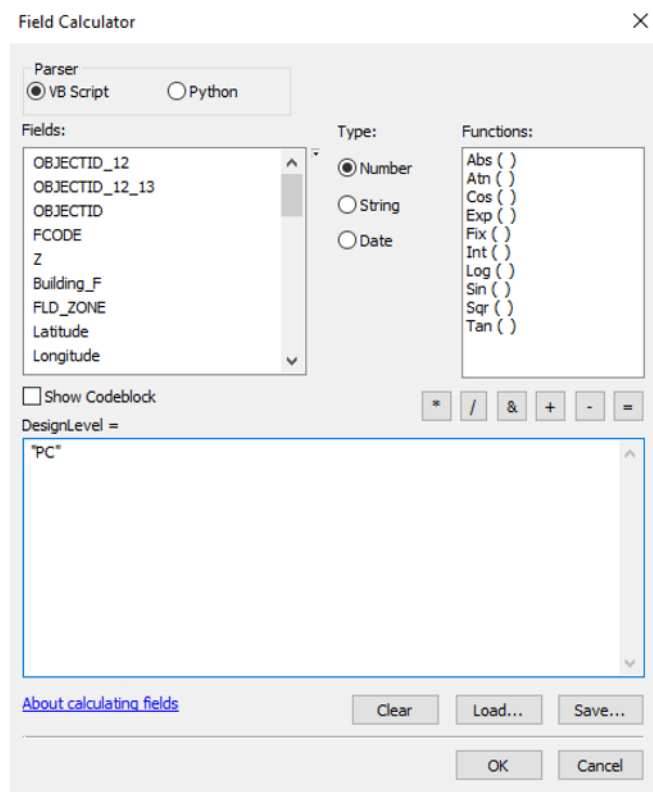 Field Calculator
Parser
VB Script Python
Fields: Type: Functions:
OBJECTID_12
OBJECTID_12_13
OBJECTID
FCODE
Z
Building_F
FLD_ZONE
Latitude
Longitude
Number
String
Date
Abs ( )
Atn ( )
Cos ( )
Exp ( )
Fix ( )
Int ( )
Log ( )
Sin ( )
Sqr ( )
Tan ( )
Show Codeblock
* / & + - =
DesignLevel =
"PC"
About calculating fields Clear Load... Save...
OK Cancel